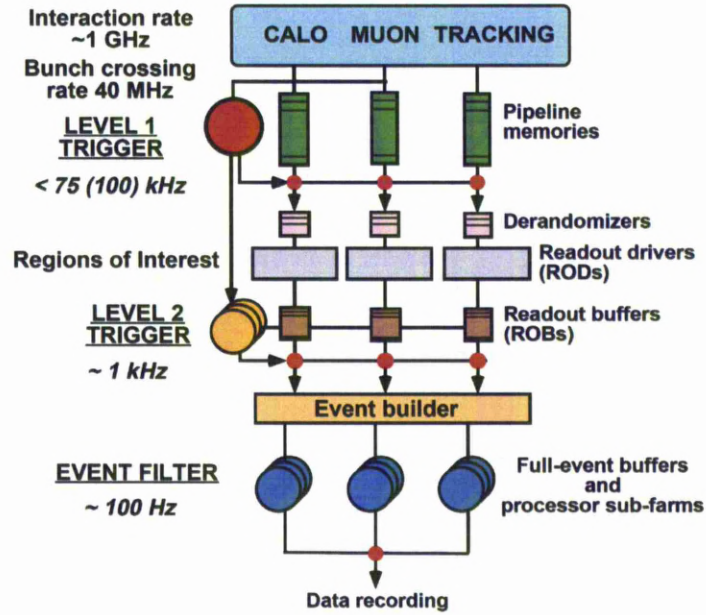 Interaction rate
~1 GHz
CALO MUON TRACKING
Bunch crossing
rate 40 MHz
Pipeline
memories
LEVEL 1
TRIGGER
< 75 (100) kHz
Derandomizers
Regions of Interest
Readout drivers
(RODs)
LEVEL 2
TRIGGER
Readout buffers
(ROBs)
~ 1 kHz
Event builder
EVENT FILTER
~ 100 Hz
Full-event buffers
and
processor sub-farms
Data recording